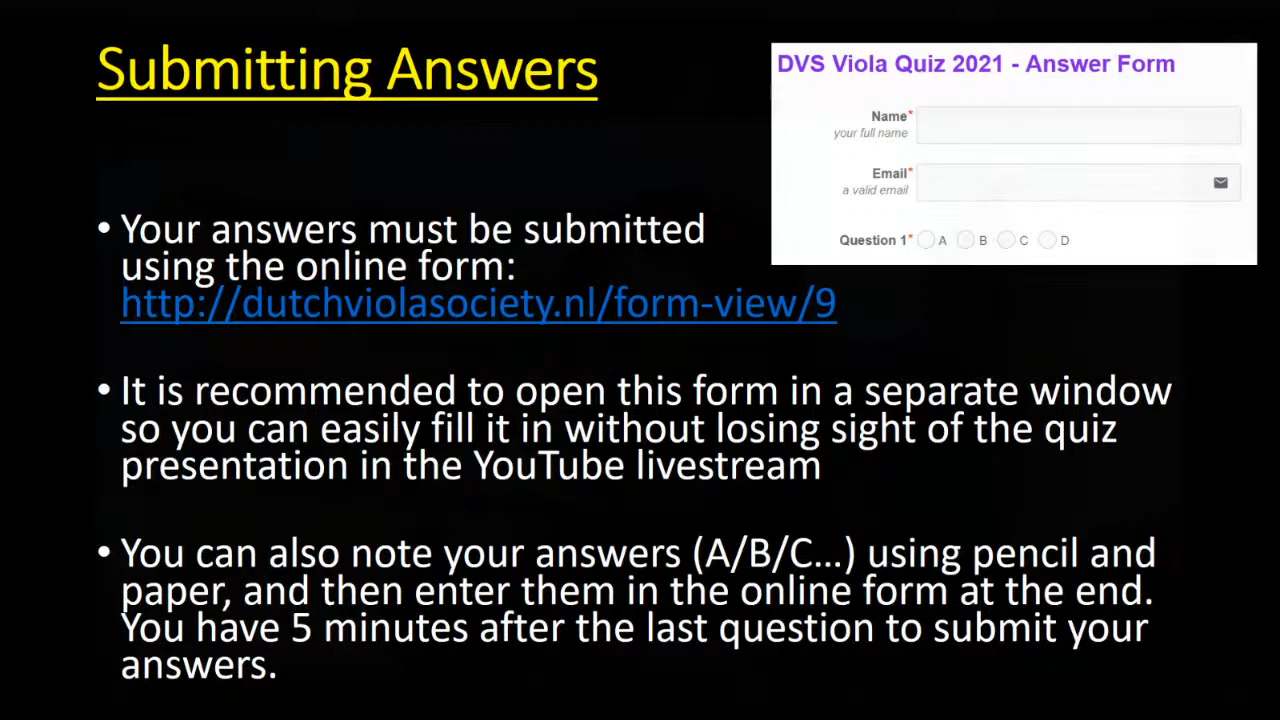 Submitting Answers
DVS Viola Quiz 2021 - Answer Form
Name*
your full name
Email*
a valid email
Question 1* A B C D
• Your answers must be submitted
using the online form:
http://dutchviolasociety.nl/form-view/9
• It is recommended to open this form in a separate window
so you can easily fill it in without losing sight of the quiz
presentation in the YouTube livestream
• You can also note your answers (A/B/C…) using pencil and
paper, and then enter them in the online form at the end.
You have 5 minutes after the last question to submit your
answers.